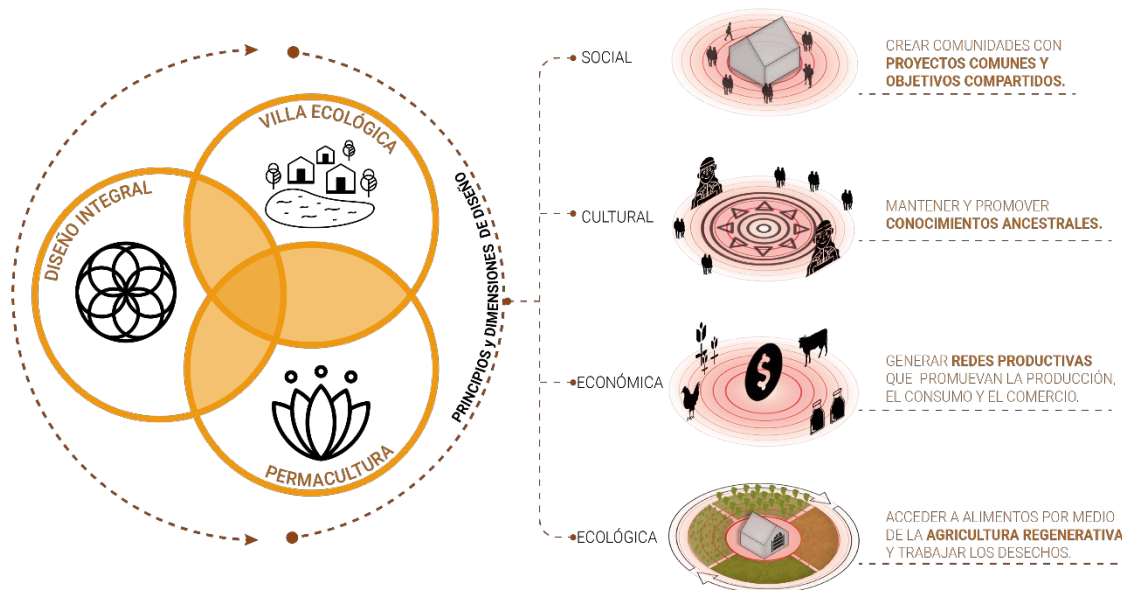 DISEÑO INTEGRAL
VILLA ECOLÓGICA
PERMACULTURA
PRINCIPIOS y DIMENSIONES DE DISEÑO
SOCIAL
CREAR COMUNIDADES CON
PROYECTOS COMUNES Y
OBJETIVOS COMPARTIDOS.
CULTURAL
MANTENER Y PROMOVER
CONOCIMIENTOS ANCESTRALES.
ECONÓMICA
$
GENERAR REDES PRODUCTIVAS
QUE PROMUEVAN LA PRODUCCIÓN,
EL CONSUMO Y EL COMERCIO.
ECOLÓGICA
ACCEDER A ALIMENTOS POR MEDIO
DE LA AGRICULTURA REGENERATIVA
Y TRABAJAR LOS DESECHOS.